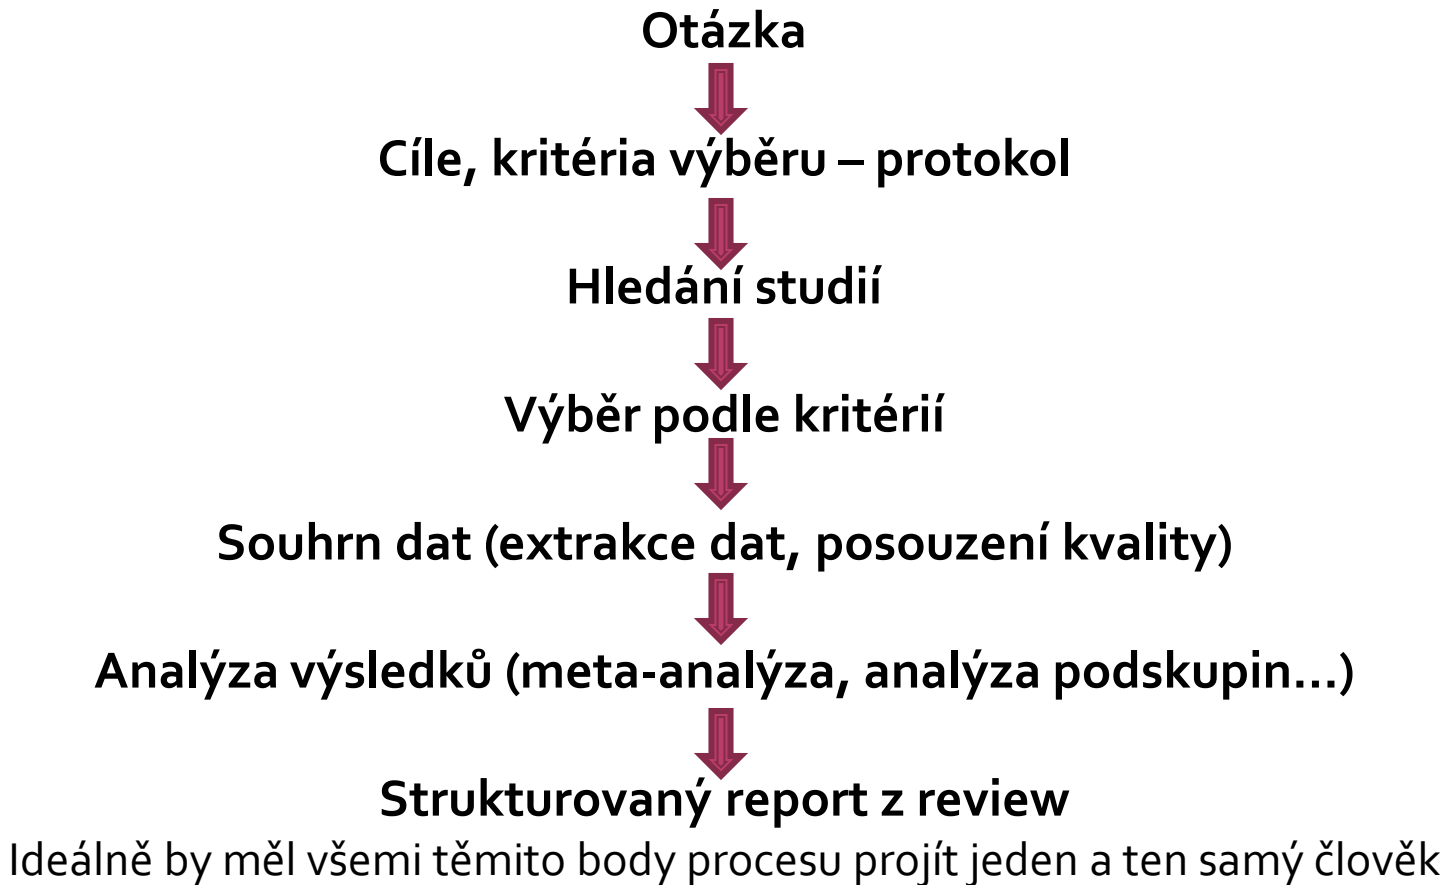 Otázka
Cíle, kritéria výběru – protokol
Hledání studií
Výběr podle kritérií
Souhrn dat (extrakce dat, posouzení kvality)
Analýza výsledků (meta-analýza, analýza podskupin...)
Strukturovaný report z review
Ideálně by měl všemi těmito body procesu projít jeden a ten samý člověk